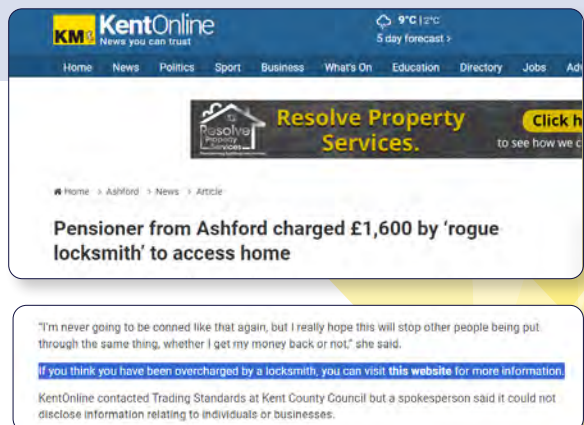 KM KentOnline
News you can trust
9°C | 2°C
5 day forecast >
Home News Politics Sport Business What's On Education Directory Jobs
Resolve
Property
Services
Resolve Property
Services.
Click
to see how we
Home > Ashford > News > Article
Pensioner from Ashford charged £1,600 by ‘rogue
locksmith’ to access home
"I'm never going to be conned like that again, but I really hope this will stop other people being put
through the same thing, whether I get my money back or not," she said.
If you think you have been overcharged by a locksmith, you can visit this website for more information.
KentOnline contacted Trading Standards at Kent County Council but a spokesperson said it could not
disclose information relating to individuals or businesses.